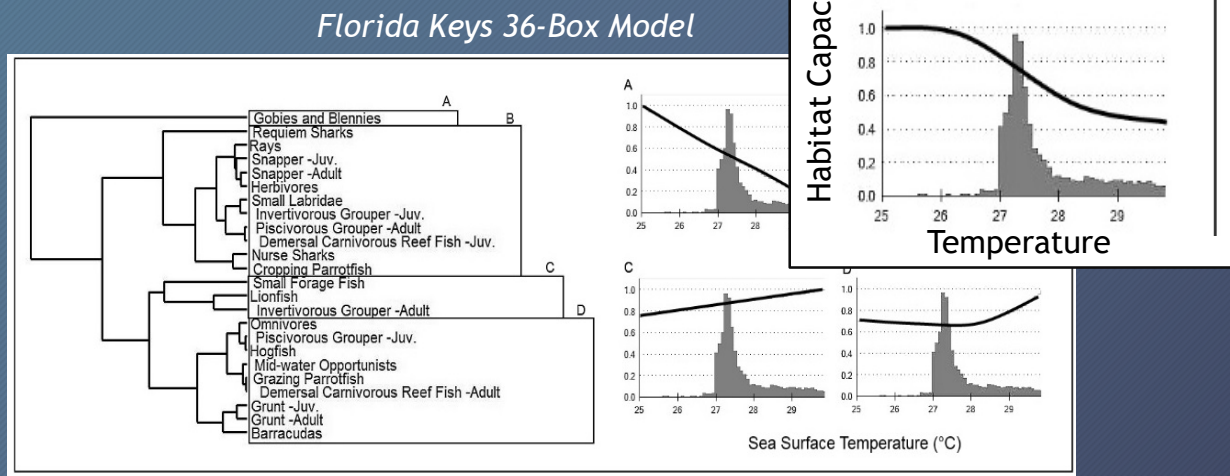 Florida Keys 36-Box Model
A
Gobies and Blennies
B
Requiem Sharks
Rays
Snapper -Juv.
Snapper -Adult
Herbivores
Small Labridae
Invertivorous Grouper -Juv.
Piscivorous Grouper -Adult
Demersal Carnivorous Reef Fish -Juv.
Nurse Sharks
Cropping Parrotfish
C
Small Forage Fish
Lionfish
Invertivorous Grouper -Adult
D
Omnivores
Piscivorous Grouper -Juv.
Hogfish
Mid-water Opportunists
Grazing Parrotfish
Demersal Carnivorous Reef Fish -Adult
Grunt -Juv.
Grunt -Adult
Barracudas
A
1.0
0.8
0.6
0.4
0.2
0.0
25 26 27 28
Habitat Capac
1.0
0.8
0.6
0.4
0.2
0.0
25 26 27 28 29
Temperature
C
1.0
0.8
0.6
0.4
0.2
0.0
25 26 27 28 29
1.0
0.8
0.6
0.4
0.2
0.0
25 26 27 28 29
Sea Surface Temperature (°C)